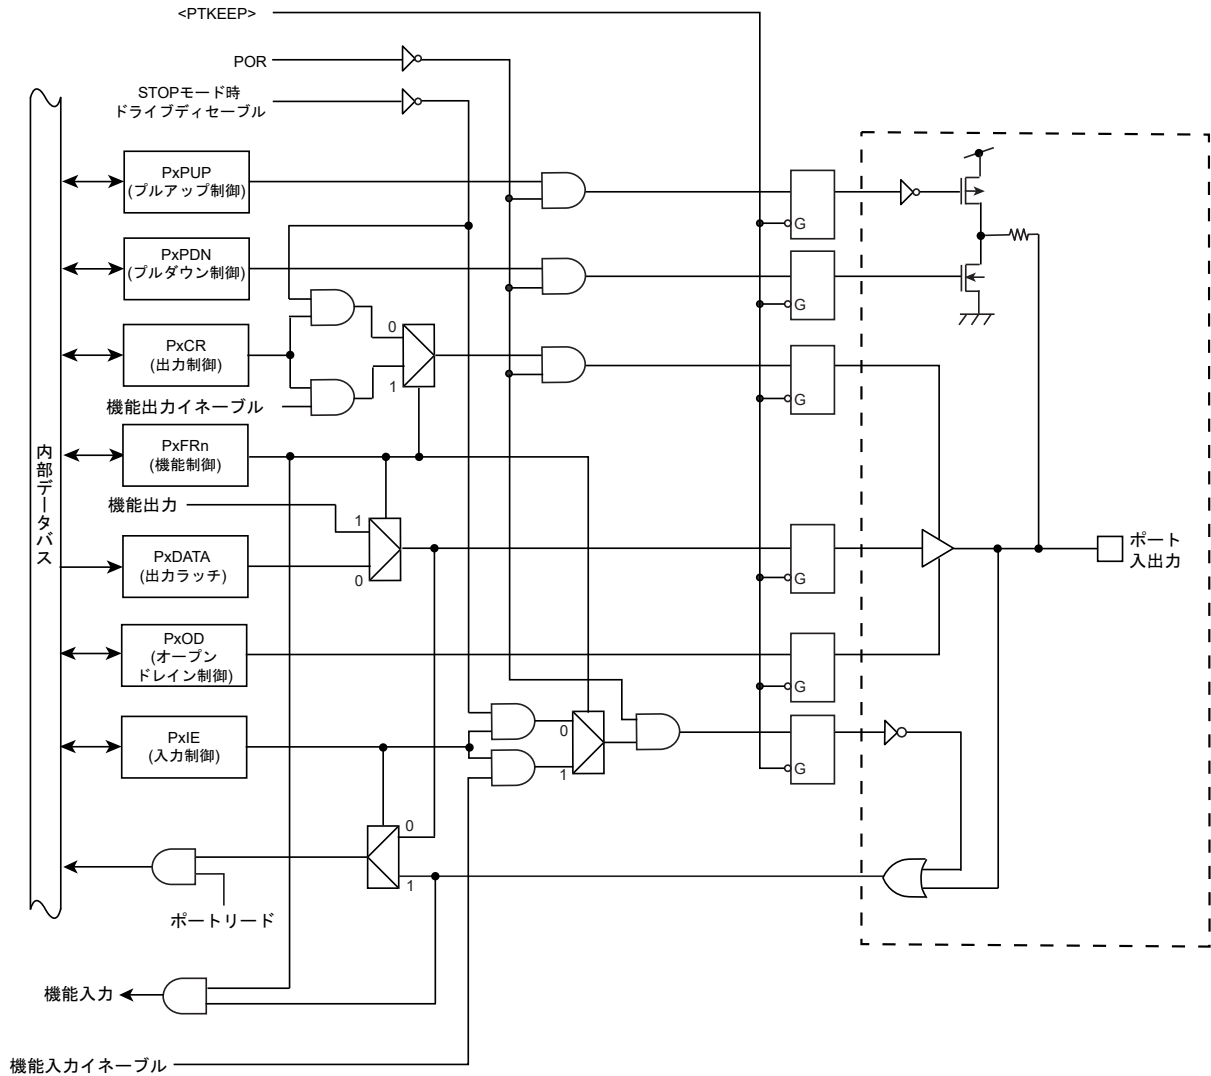 <PTKEEP>
POR
STOPモード時
ドライブディセーブル
PxPUP
(プルアップ制御)
G
PxPDN
(プルダウン制御)
G
PxCR
(出力制御)
0
1
G
機能出力イネーブル
PxFRn
(機能制御)
内部データバス
機能出力
1
0
PxDATA
(出力ラッチ)
G
ポート
入出力
PxOD
(オープン
ドレイン制御)
G
PxIE
(入力制御)
0
1
G
0
1
ポートリード
機能入力
機能入力イネーブル